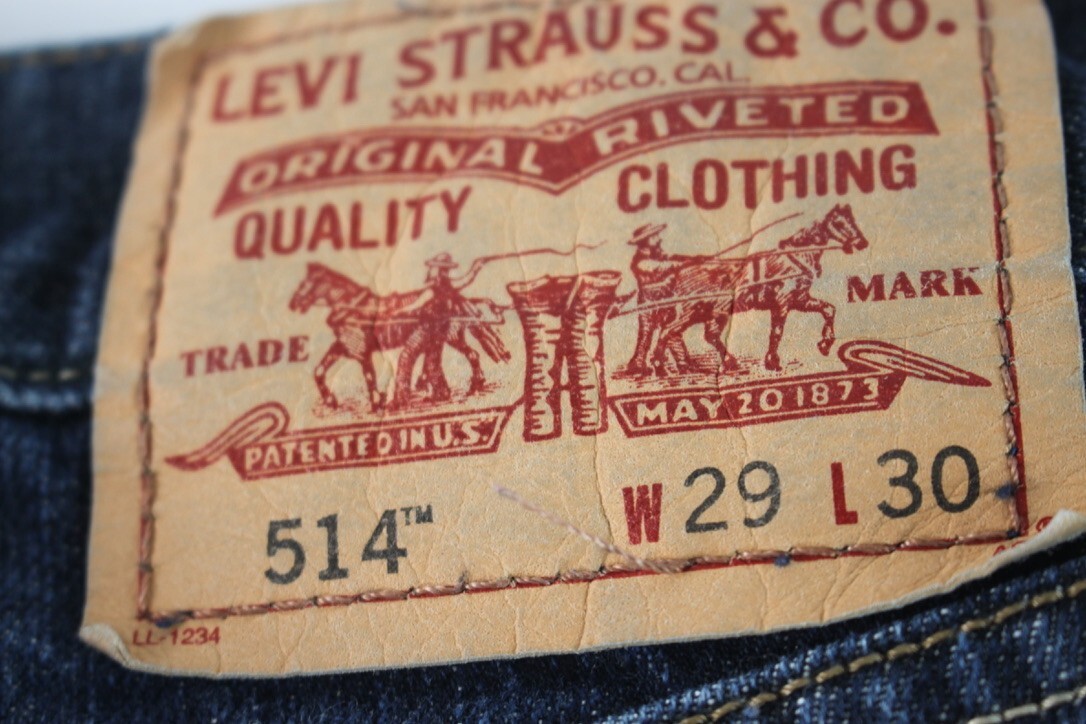 LEVI STRAUSS & CO.
SAN FRANCISCO. CAL.
ORIGINAL RIVETED
QUALITY CLOTHING
TRADE MARK
PATENTED IN U.S. MAY 20 1873
514™ W 29 L 30
LL-1234